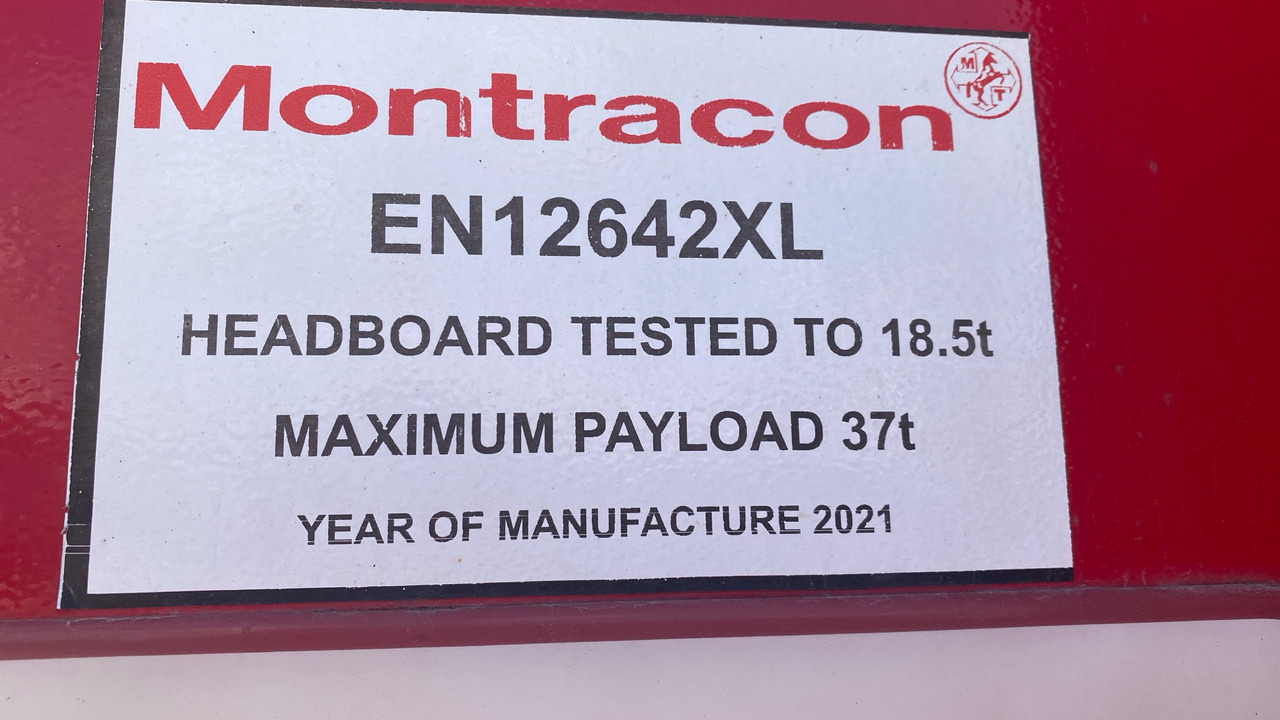 Montracon
M
T T
EN12642XL
HEADBOARD TESTED TO 18.5t
MAXIMUM PAYLOAD 37t
YEAR OF MANUFACTURE 2021